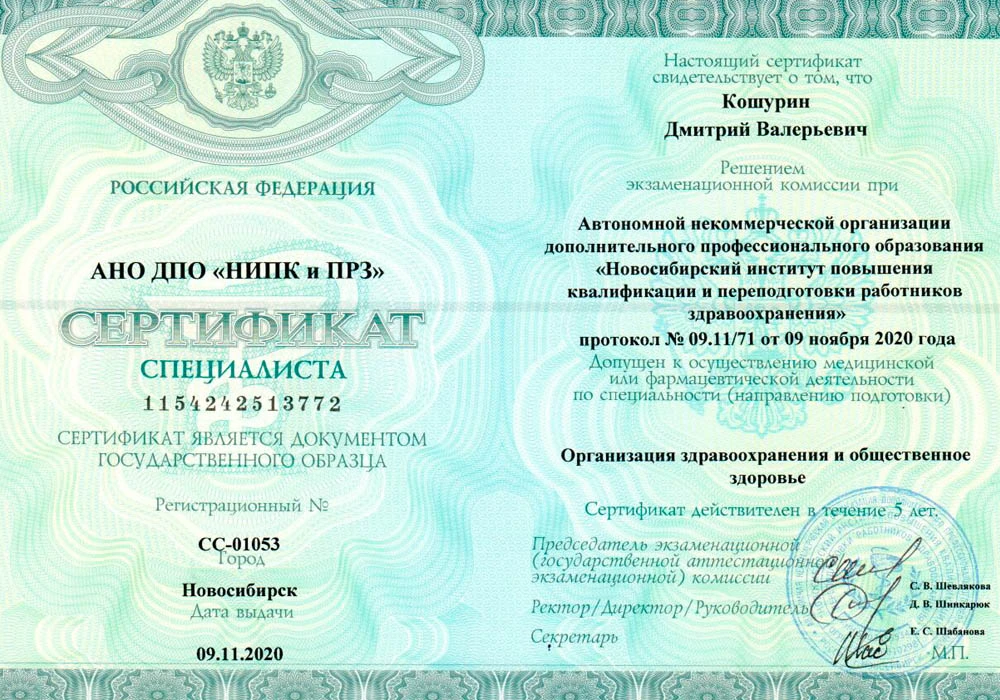 РОССИЙСКАЯ ФЕДЕРАЦИЯ
АНО ДПО «НИПК и ПРЗ»
СЕРТИФИКАТ
СПЕЦИАЛИСТА
1154242513772
СЕРТИФИКАТ ЯВЛЯЕТСЯ ДОКУМЕНТОМ
ГОСУДАРСТВЕННОГО ОБРАЗЦА
Регистрационный №
СС-01053
Город
Новосибирск
Дата выдачи
09.11.2020
Настоящий сертификат
свидетельствует о том, что
Кошурин
Дмитрий Валерьевич
Решением
экзаменационной комиссии при
Автономной некоммерческой организации
дополнительного профессионального образования
«Новосибирский институт повышения
квалификации и переподготовки работников
здравоохранения»
протокол № 09.11/71 от 09 ноября 2020 года
Допущен к осуществлению медицинской
или фармацевтической деятельности
по специальности (направлению подготовки)
Организация здравоохранения и общественное
здоровье
Сертификат действителен в течение 5 лет.
Председатель экзаменационной
(государственной аттестационной
экзаменационной) комиссии
С. В. Шевлякова
Ректор/Директор/Руководитель
Д. В. Шинкарюк
Секретарь
Е. С. Шабанова
М.П.